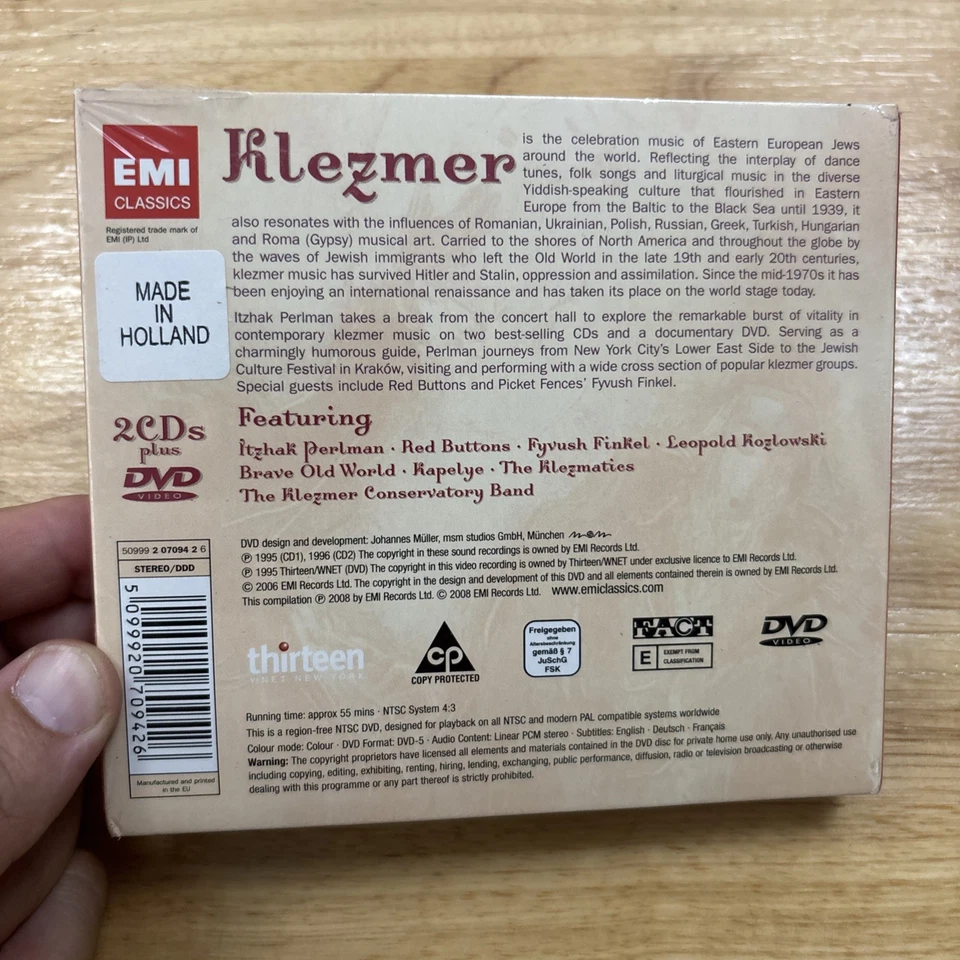 EMI
CLASSICS
Registered trade mark of
EMI (IP) Ltd
MADE
IN
HOLLAND
2CDs
plus
DVD
VIDEO
50999 2 07094 2 6
STEREO/DDD
5 099920 709426
Manufactured and printed
in the EU
Klezmer
is the celebration music of Eastern European Jews
around the world. Reflecting the interplay of dance
tunes, folk songs and liturgical music in the diverse
Yiddish-speaking culture that flourished in Eastern
Europe from the Baltic to the Black Sea until 1939, it
also resonates with the influences of Romanian, Ukrainian, Polish, Russian, Greek, Turkish, Hungarian
and Roma (Gypsy) musical art. Carried to the shores of North America and throughout the globe by
the waves of Jewish immigrants who left the Old World in the late 19th and early 20th centuries,
klezmer music has survived Hitler and Stalin, oppression and assimilation. Since the mid-1970s it has
been enjoying an international renaissance and has taken its place on the world stage today.
Itzhak Perlman takes a break from the concert hall to explore the remarkable burst of vitality in
contemporary klezmer music on two best-selling CDs and a documentary DVD. Serving as a
charmingly humorous guide, Perlman journeys from New York City's Lower East Side to the Jewish
Culture Festival in Kraków, visiting and performing with a wide cross section of popular klezmer groups.
Special guests include Red Buttons and Picket Fences' Fyvush Finkel.
Featuring
Itzhak Perlman · Red Buttons · Fyvush Finkel · Leopold Kozlowski
Brave Old World · Kapelye · The Klezmatics
The Klezmer Conservatory Band
DVD design and development: Johannes Müller, msm studios GmbH, München msm
℗ 1995 (CD1), 1996 (CD2) The copyright in these sound recordings is owned by EMI Records Ltd.
℗ 1995 Thirteen/WNET (DVD) The copyright in this video recording is owned by Thirteen/WNET under exclusive licence to EMI Records Ltd.
© 2006 EMI Records Ltd. The copyright in the design and development of this DVD and all elements contained therein is owned by EMI Records Ltd.
This compilation ℗ 2008 by EMI Records Ltd. © 2008 EMI Records Ltd. www.emiclassics.com
thirteen
WNET NEW YORK
cp
COPY PROTECTED
Freigegeben
ohne
Altersbeschränkung
gemäß § 7
JuSchG
FSK
FACT
E EXEMPT FROM
CLASSIFICATION
DVD
VIDEO
Running time: approx 55 mins · NTSC System 4:3
This is a region-free NTSC DVD, designed for playback on all NTSC and modern PAL compatible systems worldwide
Colour mode: Colour · DVD Format: DVD-5 · Audio Content: Linear PCM stereo · Subtitles: English · Deutsch · Français
Warning: The copyright proprietors have licensed all elements and materials contained in the DVD disc for private home use only. Any unauthorised use
including copying, editing, exhibiting, renting, hiring, lending, exchanging, public performance, diffusion, radio or television broadcasting or otherwise
dealing with this programme or any part thereof is strictly prohibited.